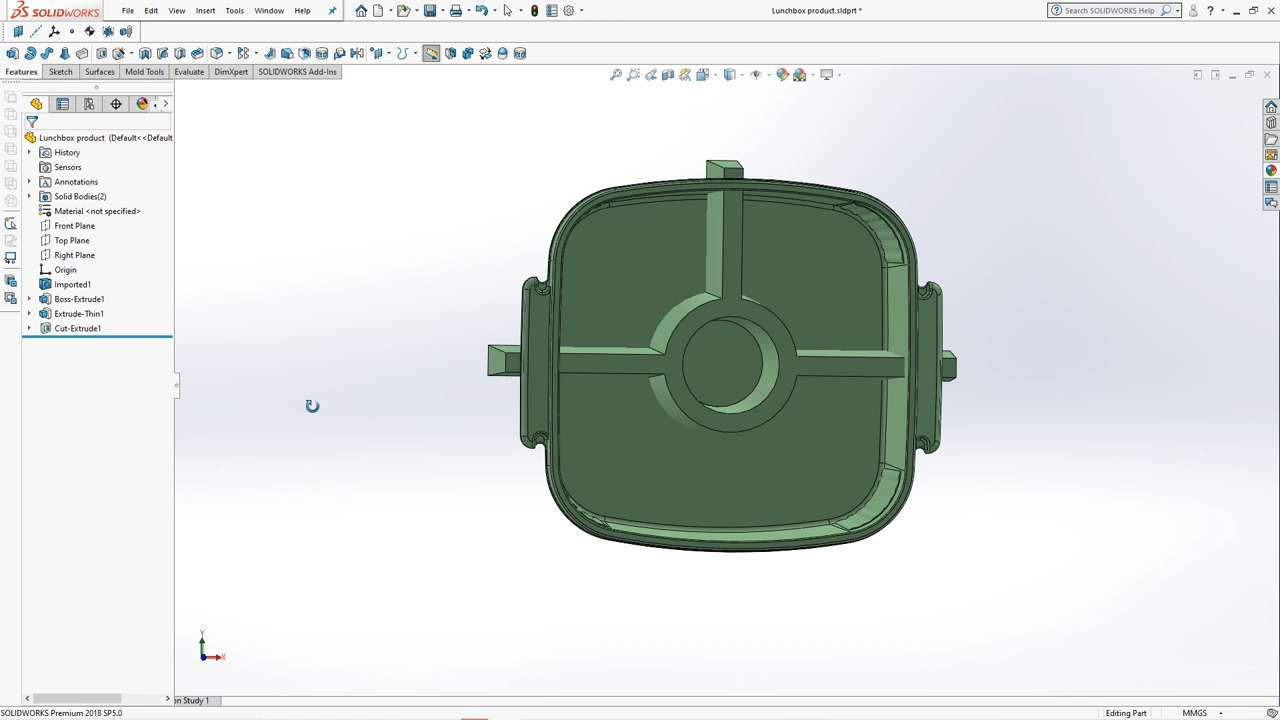 SOLIDWORKS File Edit View Insert Tools Window Help Lunchbox product.sldprt * Search SOLIDWORKS Help
Features Sketch Surfaces Mold Tools Evaluate DimXpert SOLIDWORKS Add-Ins
Lunchbox product (Default<<Default
History
Sensors
Annotations
Solid Bodies(2)
Material <not specified>
Front Plane
Top Plane
Right Plane
Origin
Imported1
Boss-Extrude1
Extrude-Thin1
Cut-Extrude1
Y
X
on Study 1
SOLIDWORKS Premium 2018 SP5.0 Editing Part MMGS